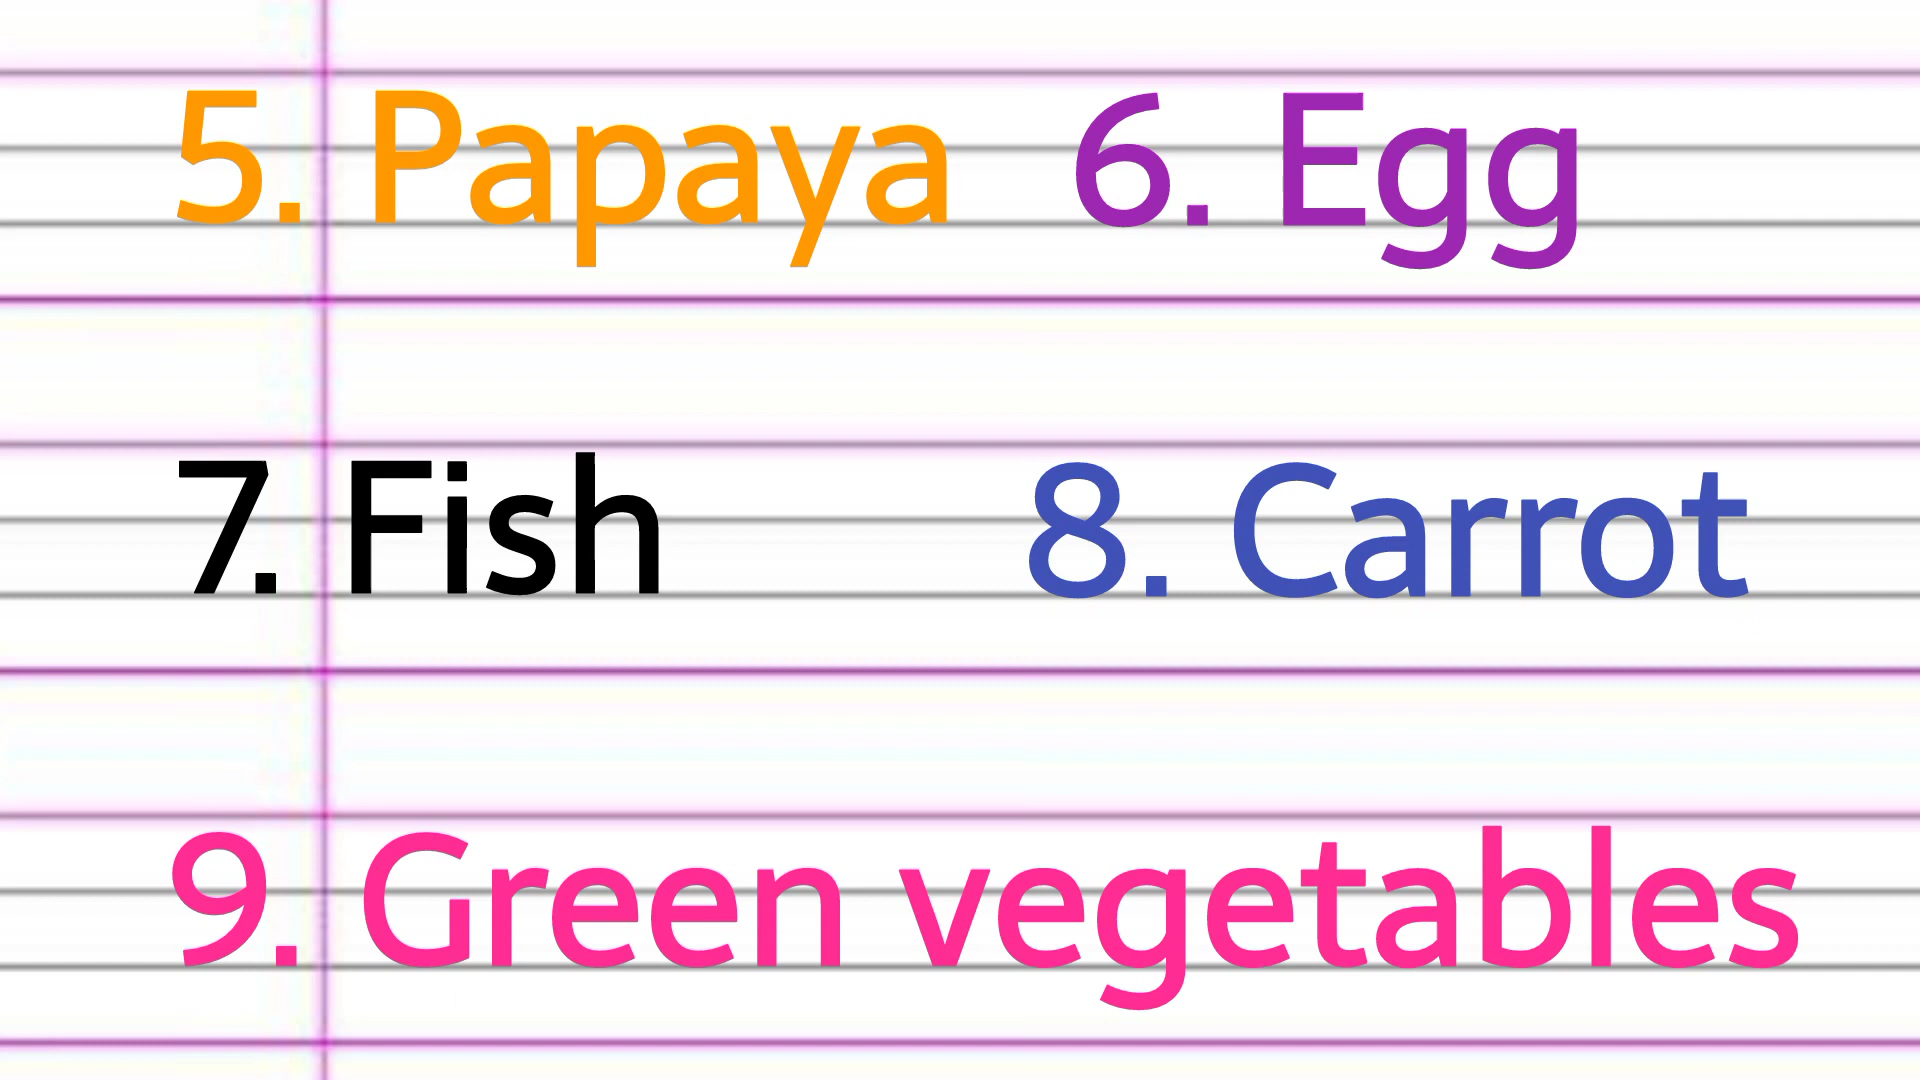 5. Papaya 6. Egg
7. Fish 8. Carrot
9. Green vegetables